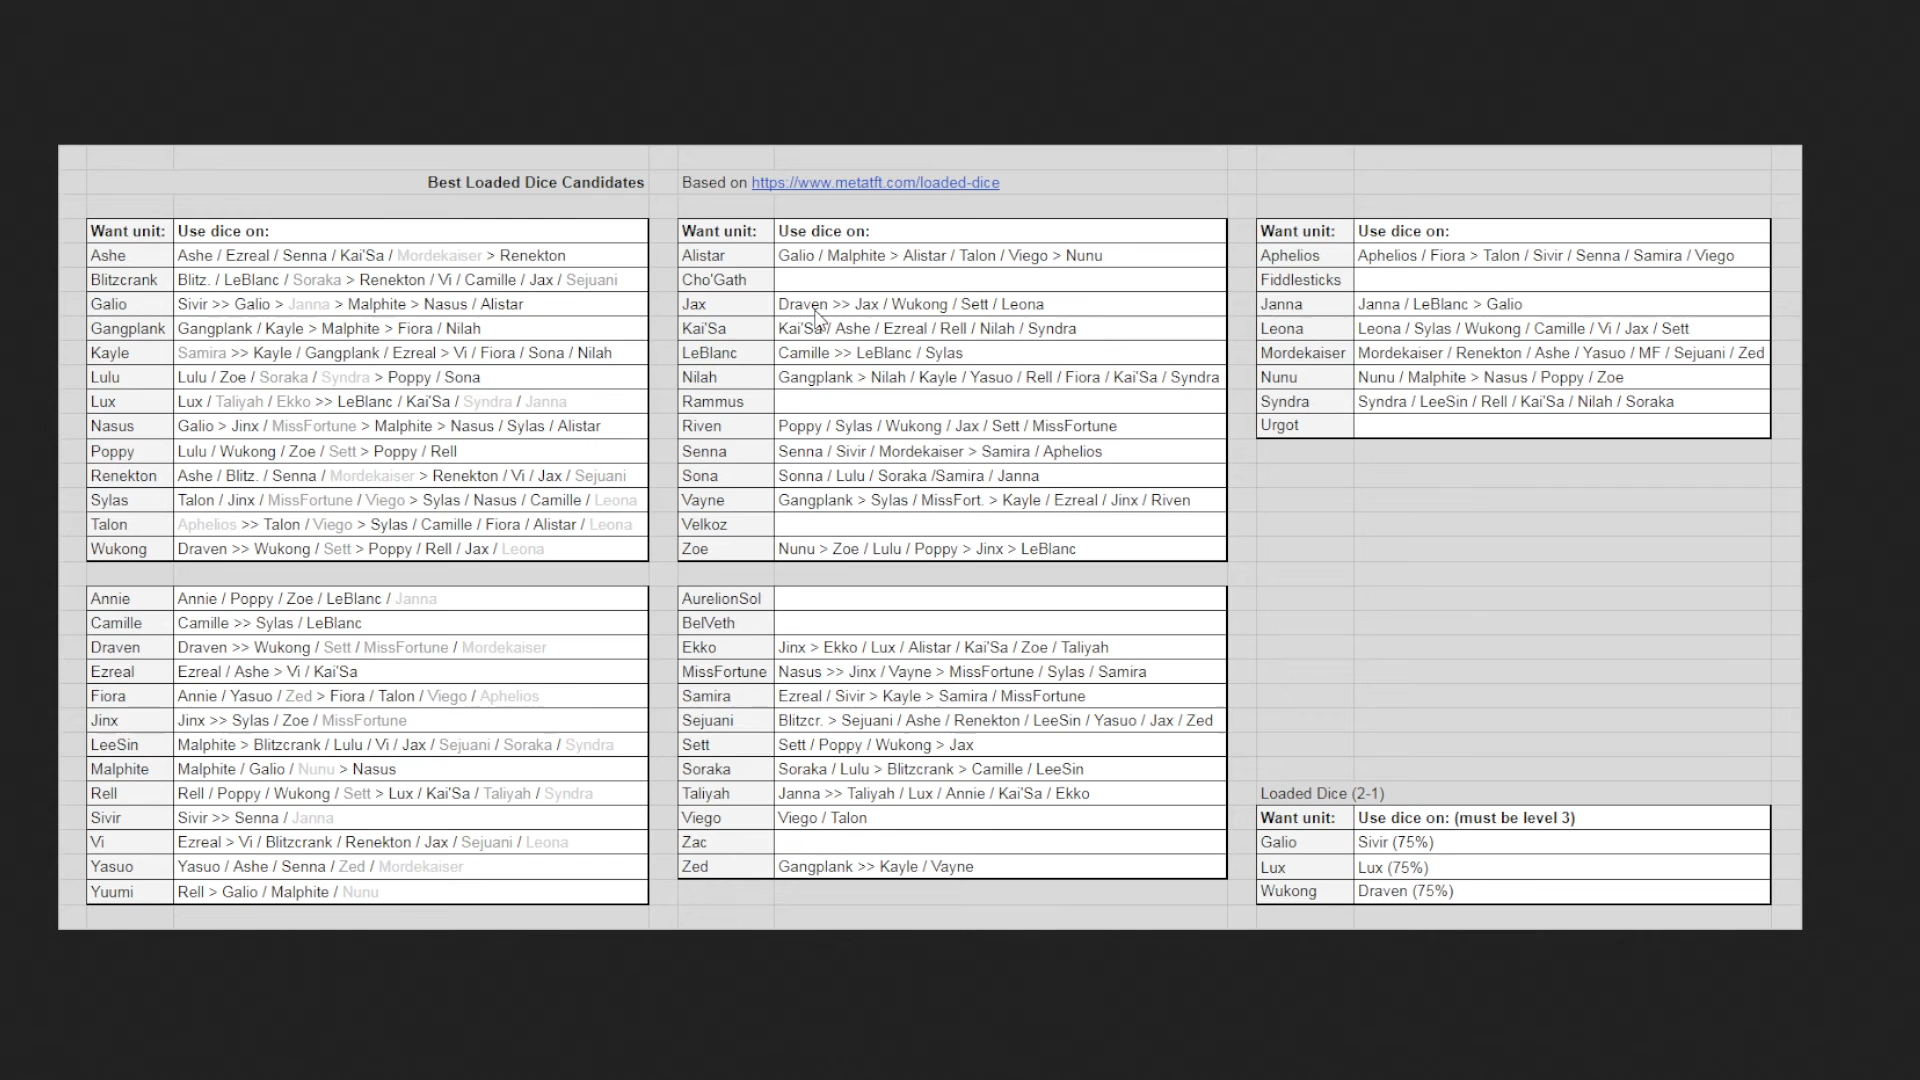 Best Loaded Dice Candidates Based on https://www.metatft.com/loaded-dice
Want unit: Use dice on:
Ashe Ashe / Ezreal / Senna / Kai'Sa / Mordekaiser > Renekton
Blitzcrank Blitz. / LeBlanc / Soraka > Renekton / Vi / Camille / Jax / Sejuani
Galio Sivir >> Galio > Janna > Malphite > Nasus / Alistar
Gangplank Gangplank / Kayle > Malphite > Fiora / Nilah
Kayle Samira >> Kayle / Gangplank / Ezreal > Vi / Fiora / Sona / Nilah
Lulu Lulu / Zoe / Soraka / Syndra > Poppy / Sona
Lux Lux / Taliyah / Ekko >> LeBlanc / Kai'Sa / Syndra / Janna
Nasus Galio > Jinx / MissFortune > Malphite > Nasus / Sylas / Alistar
Poppy Lulu / Wukong / Zoe / Sett > Poppy / Rell
Renekton Ashe / Blitz. / Senna / Mordekaiser > Renekton / Vi / Jax / Sejuani
Sylas Talon / Jinx / MissFortune / Viego > Sylas / Nasus / Camille / Leona
Talon Aphelios >> Talon / Viego > Sylas / Camille / Fiora / Alistar / Leona
Wukong Draven >> Wukong / Sett > Poppy / Rell / Jax / Leona
Annie Annie / Poppy / Zoe / LeBlanc / Janna
Camille Camille >> Sylas / LeBlanc
Draven Draven >> Wukong / Sett / MissFortune / Mordekaiser
Ezreal Ezreal / Ashe > Vi / Kai'Sa
Fiora Annie / Yasuo / Zed > Fiora / Talon / Viego / Aphelios
Jinx Jinx >> Sylas / Zoe / MissFortune
LeeSin Malphite > Blitzcrank / Lulu / Vi / Jax / Sejuani / Soraka / Syndra
Malphite Malphite / Galio / Nunu > Nasus
Rell Rell / Poppy / Wukong / Sett > Lux / Kai'Sa / Taliyah / Syndra
Sivir Sivir >> Senna / Janna
Vi Ezreal > Vi / Blitzcrank / Renekton / Jax / Sejuani / Leona
Yasuo Yasuo / Ashe / Senna / Zed / Mordekaiser
Yuumi Rell > Galio / Malphite / Nunu
Want unit: Use dice on:
Alistar Galio / Malphite > Alistar / Talon / Viego > Nunu
Cho'Gath
Jax Draven >> Jax / Wukong / Sett / Leona
Kai'Sa Kai'Sa / Ashe / Ezreal / Rell / Nilah / Syndra
LeBlanc Camille >> LeBlanc / Sylas
Nilah Gangplank > Nilah / Kayle / Yasuo / Rell / Fiora / Kai'Sa / Syndra
Rammus
Riven Poppy / Sylas / Wukong / Jax / Sett / MissFortune
Senna Senna / Sivir / Mordekaiser > Samira / Aphelios
Sona Sonna / Lulu / Soraka /Samira / Janna
Vayne Gangplank > Sylas / MissFort. > Kayle / Ezreal / Jinx / Riven
Velkoz
Zoe Nunu > Zoe / Lulu / Poppy > Jinx > LeBlanc
AurelionSol
BelVeth
Ekko Jinx > Ekko / Lux / Alistar / Kai'Sa / Zoe / Taliyah
MissFortune Nasus >> Jinx / Vayne > MissFortune / Sylas / Samira
Samira Ezreal / Sivir > Kayle > Samira / MissFortune
Sejuani Blitzcr. > Sejuani / Ashe / Renekton / LeeSin / Yasuo / Jax / Zed
Sett Sett / Poppy / Wukong > Jax
Soraka Soraka / Lulu > Blitzcrank > Camille / LeeSin
Taliyah Janna >> Taliyah / Lux / Annie / Kai'Sa / Ekko
Viego Viego / Talon
Zac
Zed Gangplank >> Kayle / Vayne
Want unit: Use dice on:
Aphelios Aphelios / Fiora > Talon / Sivir / Senna / Samira / Viego
Fiddlesticks
Janna Janna / LeBlanc > Galio
Leona Leona / Sylas / Wukong / Camille / Vi / Jax / Sett
Mordekaiser Mordekaiser / Renekton / Ashe / Yasuo / MF / Sejuani / Zed
Nunu Nunu / Malphite > Nasus / Poppy / Zoe
Syndra Syndra / LeeSin / Rell / Kai'Sa / Nilah / Soraka
Urgot
Loaded Dice (2-1)
Want unit: Use dice on: (must be level 3)
Galio Sivir (75%)
Lux Lux (75%)
Wukong Draven (75%)